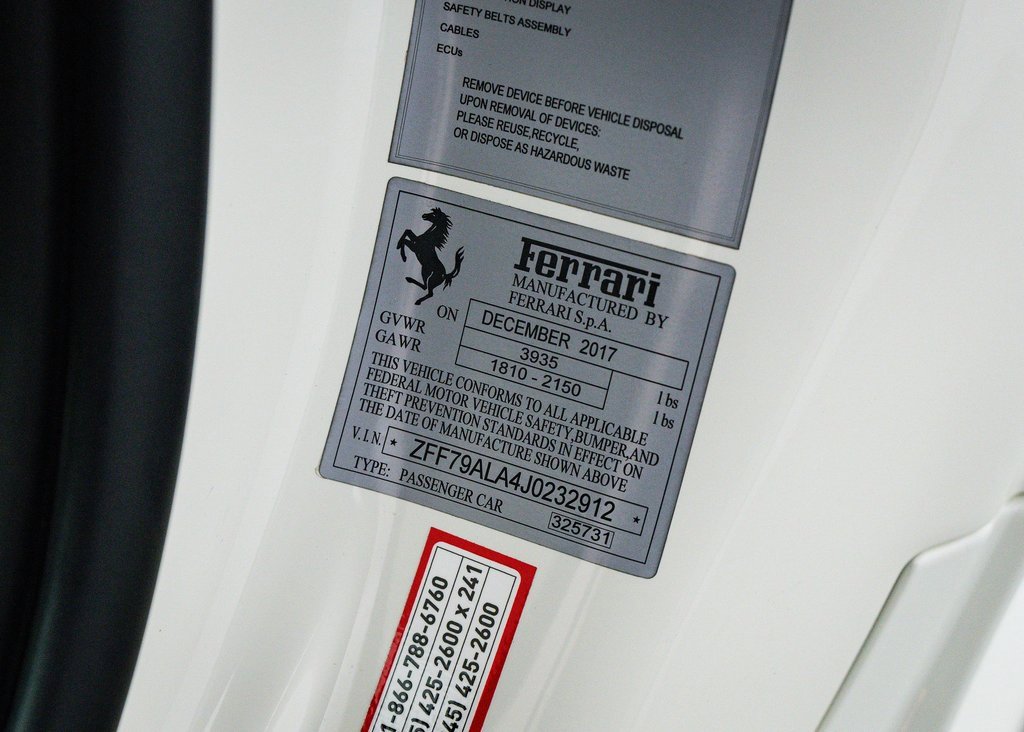 DISPLAY
SAFETY BELTS ASSEMBLY
CABLES
ECUs
REMOVE DEVICE BEFORE VEHICLE DISPOSAL
UPON REMOVAL OF DEVICES:
PLEASE REUSE,RECYCLE,
OR DISPOSE AS HAZARDOUS WASTE
Ferrari
MANUFACTURED BY
FERRARI S.p.A.
ON DECEMBER 2017
GVWR 3935 lbs
GAWR 1810 - 2150 lbs
THIS VEHICLE CONFORMS TO ALL APPLICABLE
FEDERAL MOTOR VEHICLE SAFETY,BUMPER,AND
THEFT PREVENTION STANDARDS IN EFFECT ON
THE DATE OF MANUFACTURE SHOWN ABOVE
V.I.N. * ZFF79ALA4J0232912 *
TYPE: PASSENGER CAR 325731
1-866-788-6760
5) 425-2600 x 241
45) 425-2600